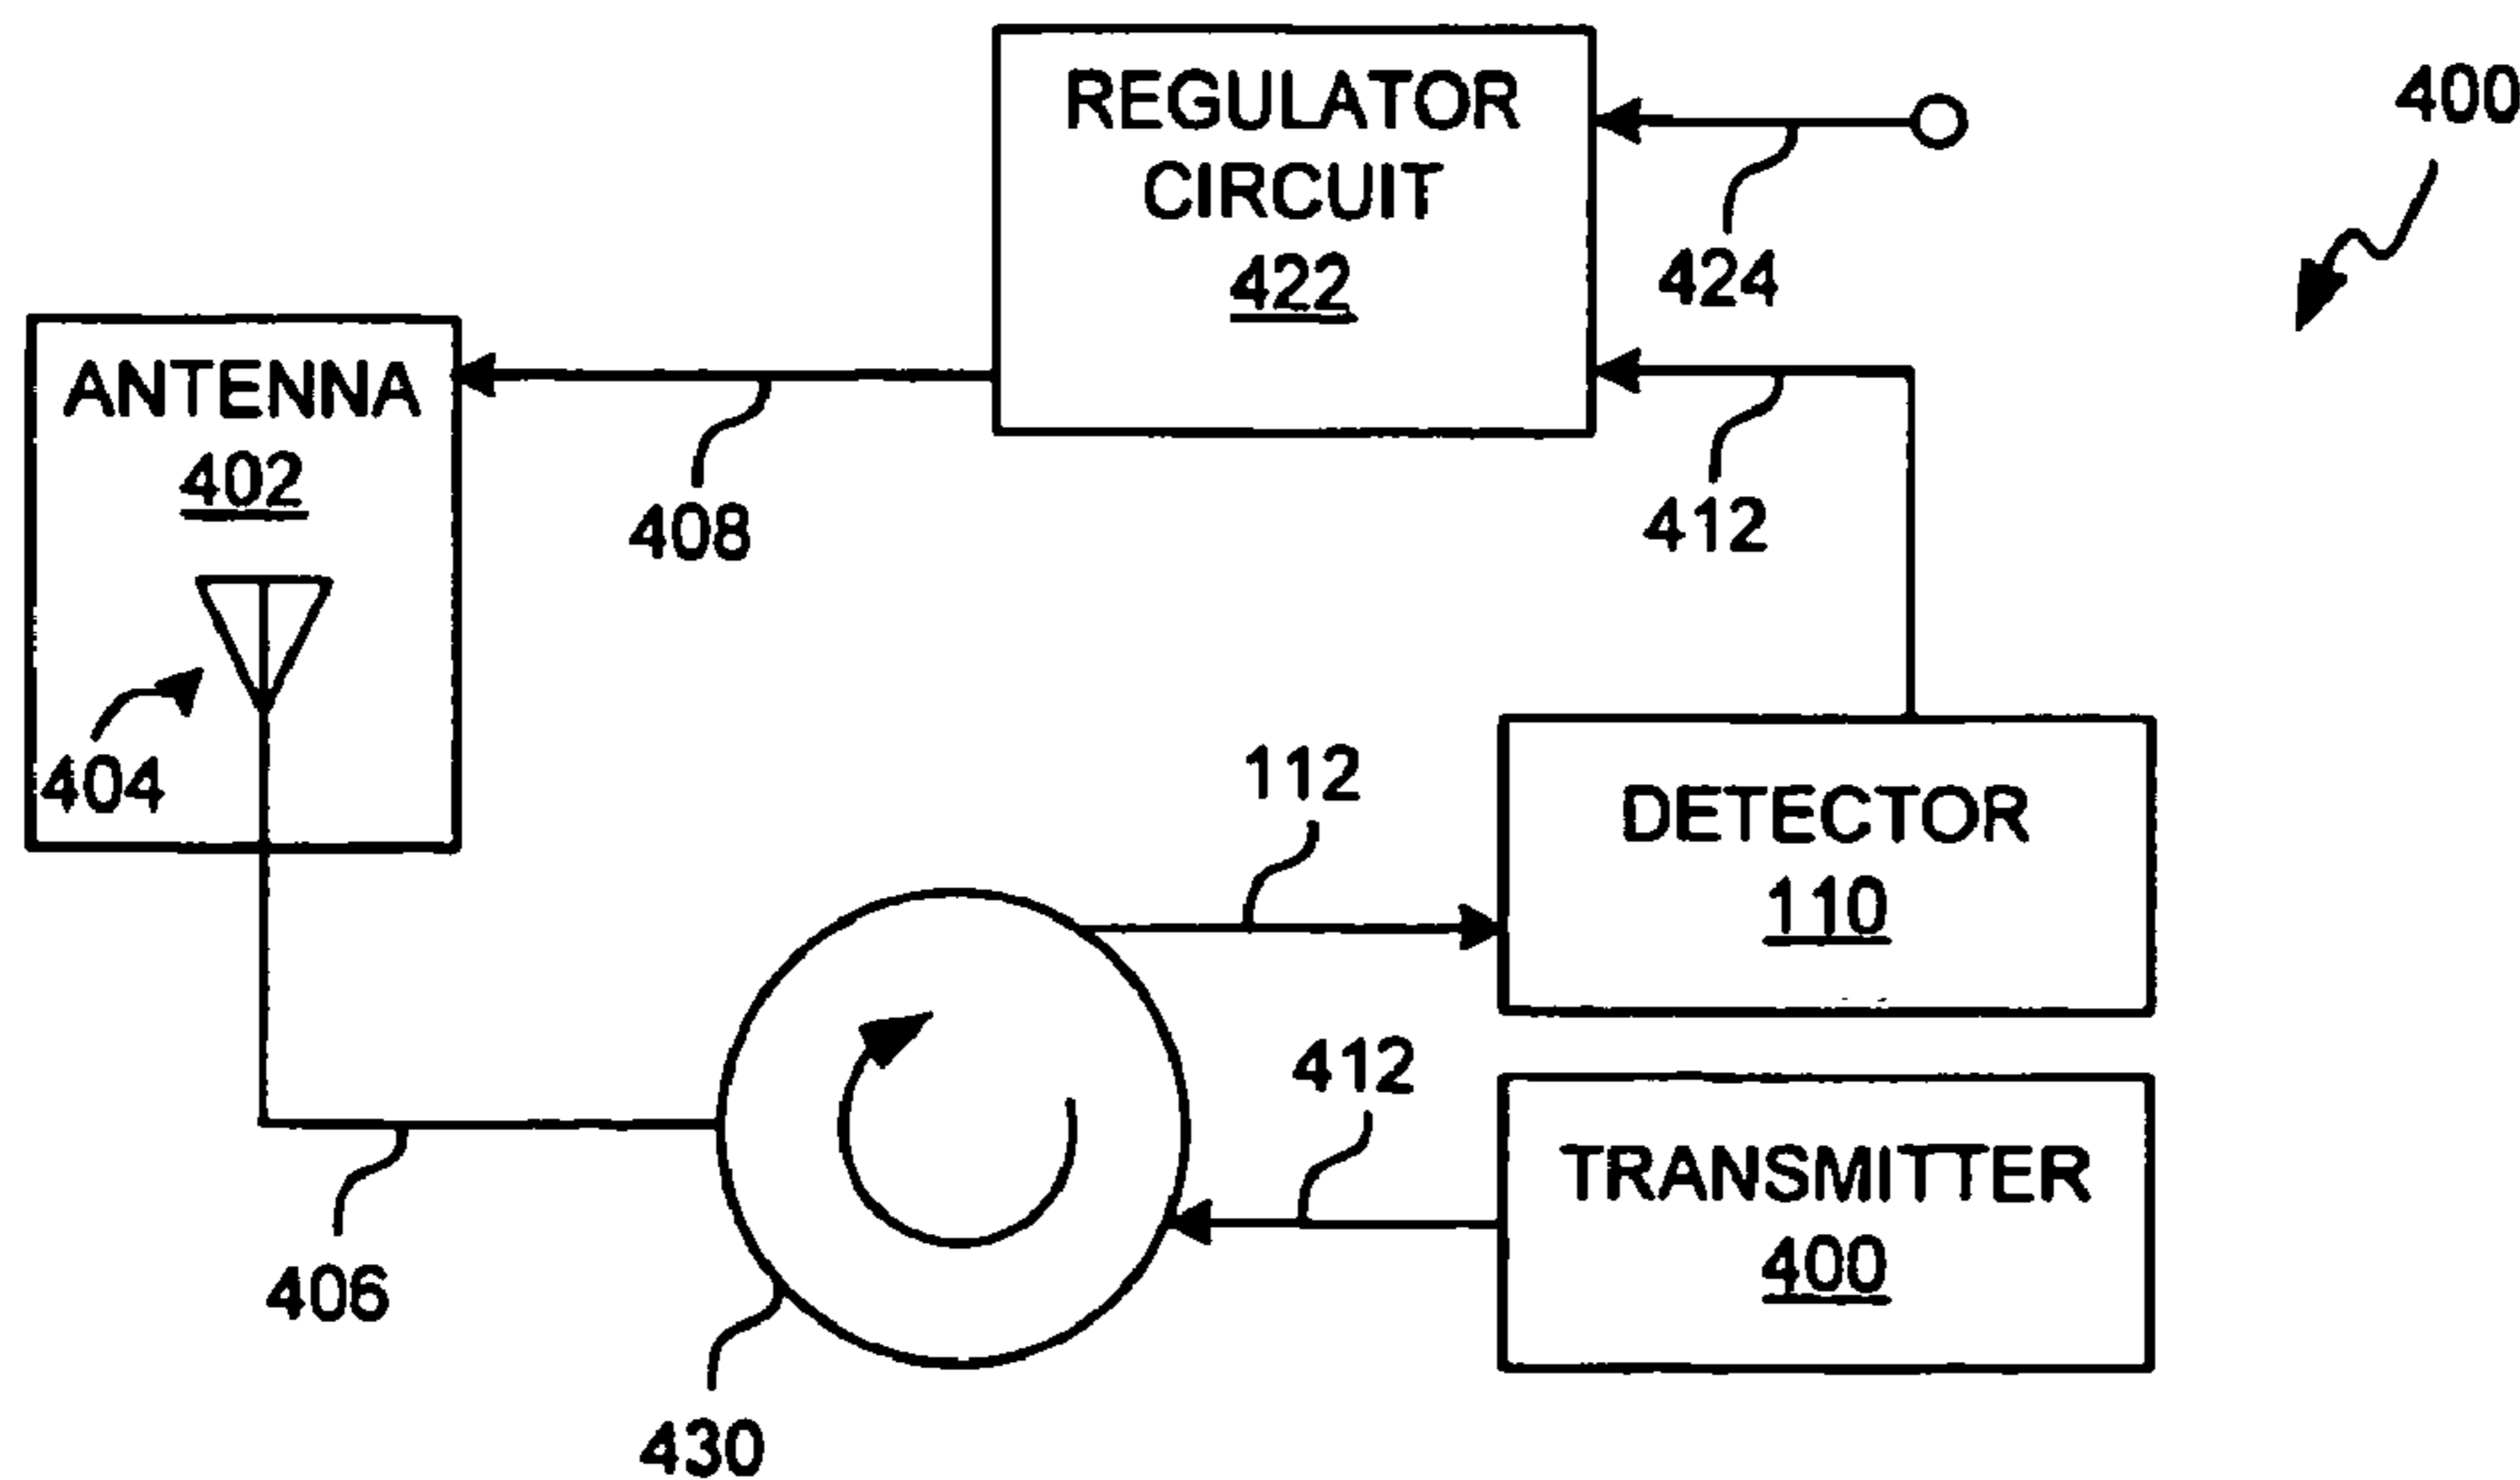 REGULATOR
CIRCUIT
422
400
424
ANTENNA
402
408
412
404
112
DETECTOR
110
412
TRANSMITTER
400
406
430